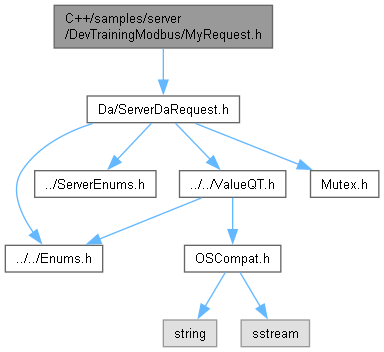 C++/samples/server
/DevTrainingModbus/MyRequest.h
Da/ServerDaRequest.h
../ServerEnums.h
../../ValueQT.h
Mutex.h
../../Enums.h
OSCompat.h
string
sstream